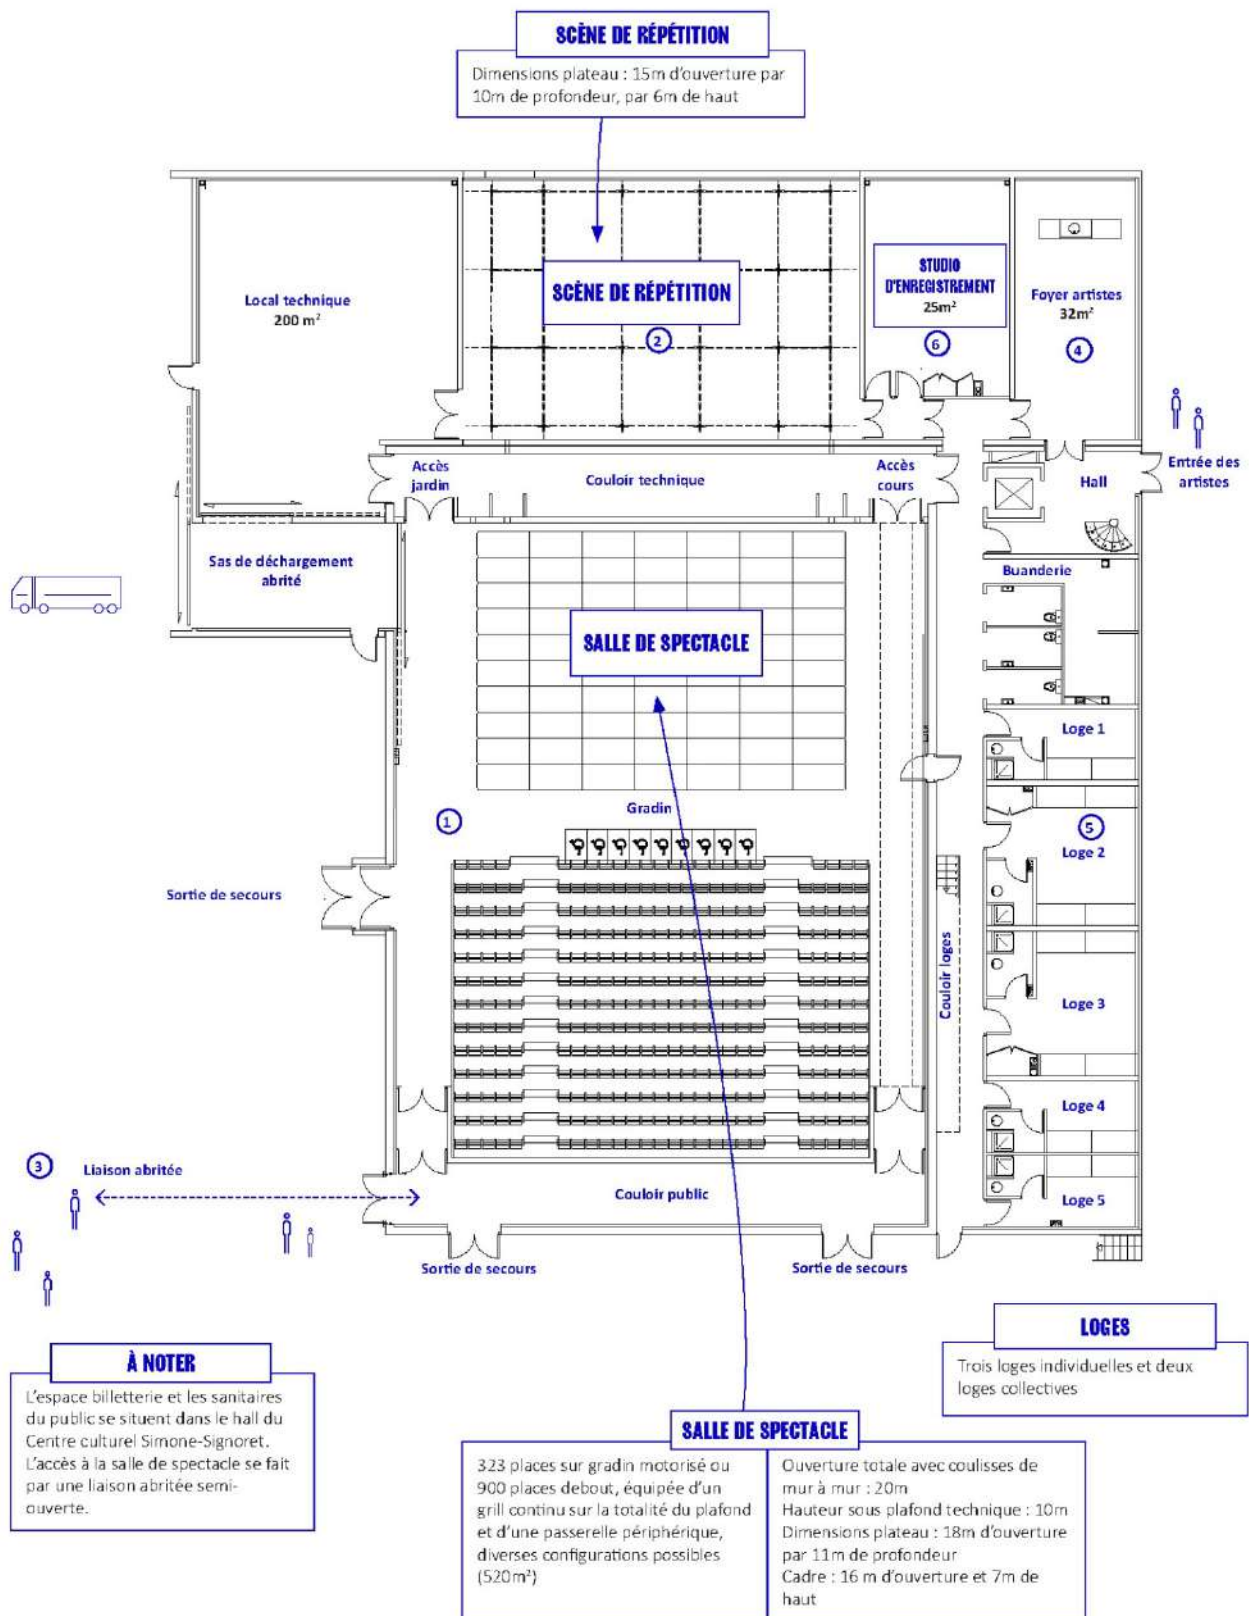 SCÈNE DE RÉPÉTITION
Dimensions plateau : 15m d'ouverture par
10m de profondeur, par 6m de haut
Local technique
200 m²
SCÈNE DE RÉPÉTITION
2
STUDIO
D'ENREGISTREMENT
25m²
6
Foyer artistes
32m²
4
Accès
jardin
Couloir technique
Accès
cours
Hall
Entrée des
artistes
Sas de déchargement
abrité
Buanderie
SALLE DE SPECTACLE
Loge 1
Gradin
1
5
Loge 2
Sortie de secours
Couloir loges
Loge 3
Loge 4
3
Liaison abritée
Couloir public
Loge 5
Sortie de secours
Sortie de secours
À NOTER
L'espace billetterie et les sanitaires
du public se situent dans le hall du
Centre culturel Simone-Signoret.
L'accès à la salle de spectacle se fait
par une liaison abritée semi-
ouverte.
LOGES
Trois loges individuelles et deux
loges collectives
SALLE DE SPECTACLE
323 places sur gradin motorisé ou
900 places debout, équipée d'un
grill continu sur la totalité du plafond
et d'une passerelle périphérique,
diverses configurations possibles
(520m²)
Ouverture totale avec coulisses de
mur à mur : 20m
Hauteur sous plafond technique : 10m
Dimensions plateau : 18m d'ouverture
par 11m de profondeur
Cadre : 16 m d'ouverture et 7m de
haut